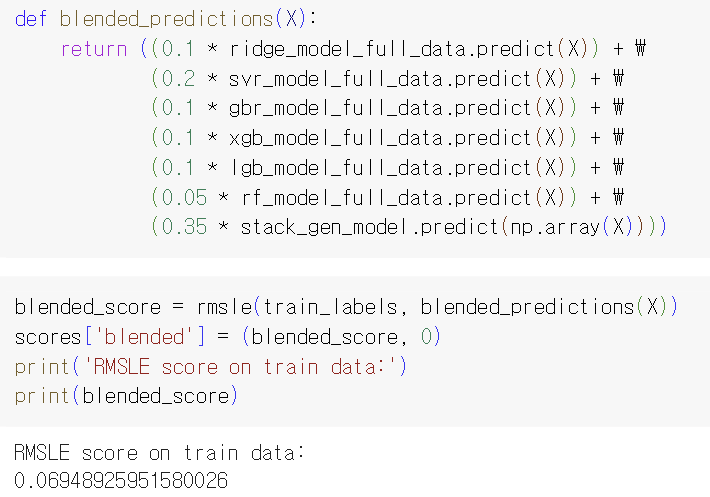 def blended_predictions(X):
    return ((0.1 * ridge_model_full_data.predict(X)) + ₩
            (0.2 * svr_model_full_data.predict(X)) + ₩
            (0.1 * gbr_model_full_data.predict(X)) + ₩
            (0.1 * xgb_model_full_data.predict(X)) + ₩
            (0.1 * lgb_model_full_data.predict(X)) + ₩
            (0.05 * rf_model_full_data.predict(X)) + ₩
            (0.35 * stack_gen_model.predict(np.array(X))))
blended_score = rmsle(train_labels, blended_predictions(X))
scores['blended'] = (blended_score, 0)
print('RMSLE score on train data:')
print(blended_score)
RMSLE score on train data:
0.06948925951580026